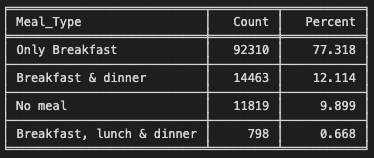 Meal_Type Count Percent
Only Breakfast 92310 77.318
Breakfast & dinner 14463 12.114
No meal 11819 9.899
Breakfast, lunch & dinner 798 0.668